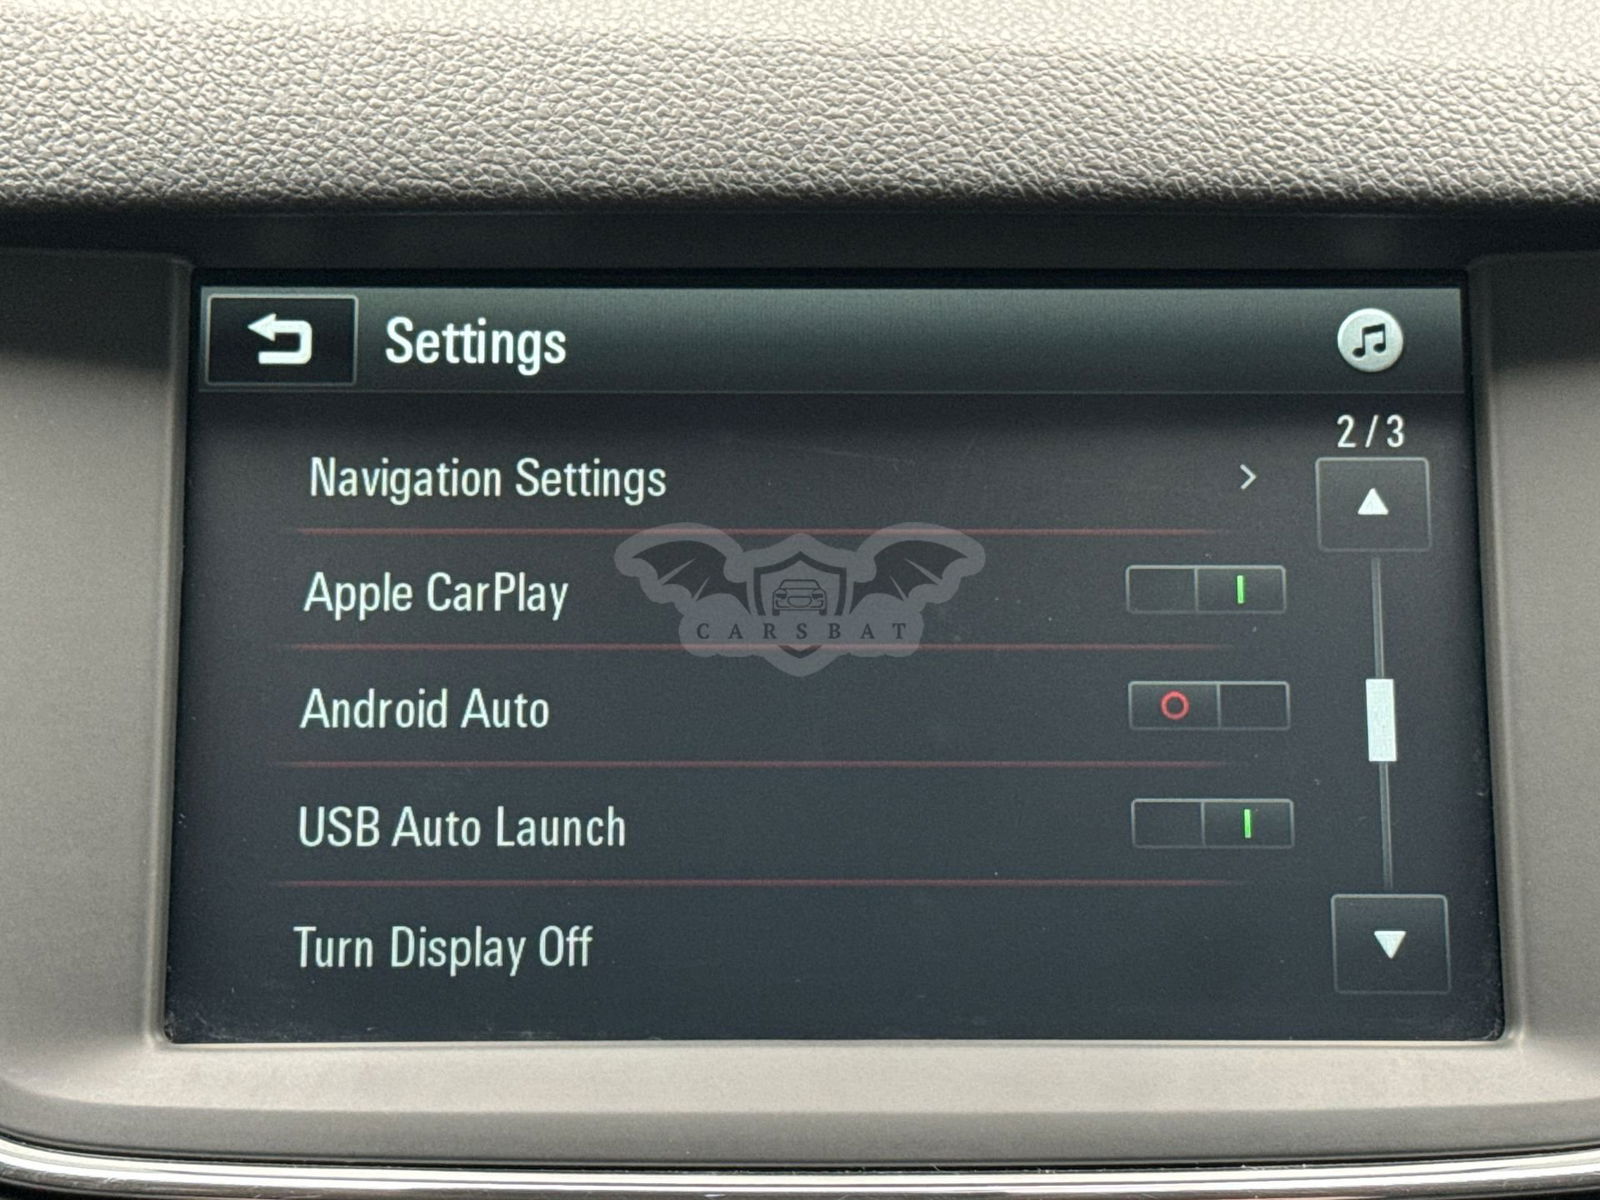 Settings
2 / 3
Navigation Settings
Apple CarPlay
CARSBAT
Android Auto
USB Auto Launch
Turn Display Off